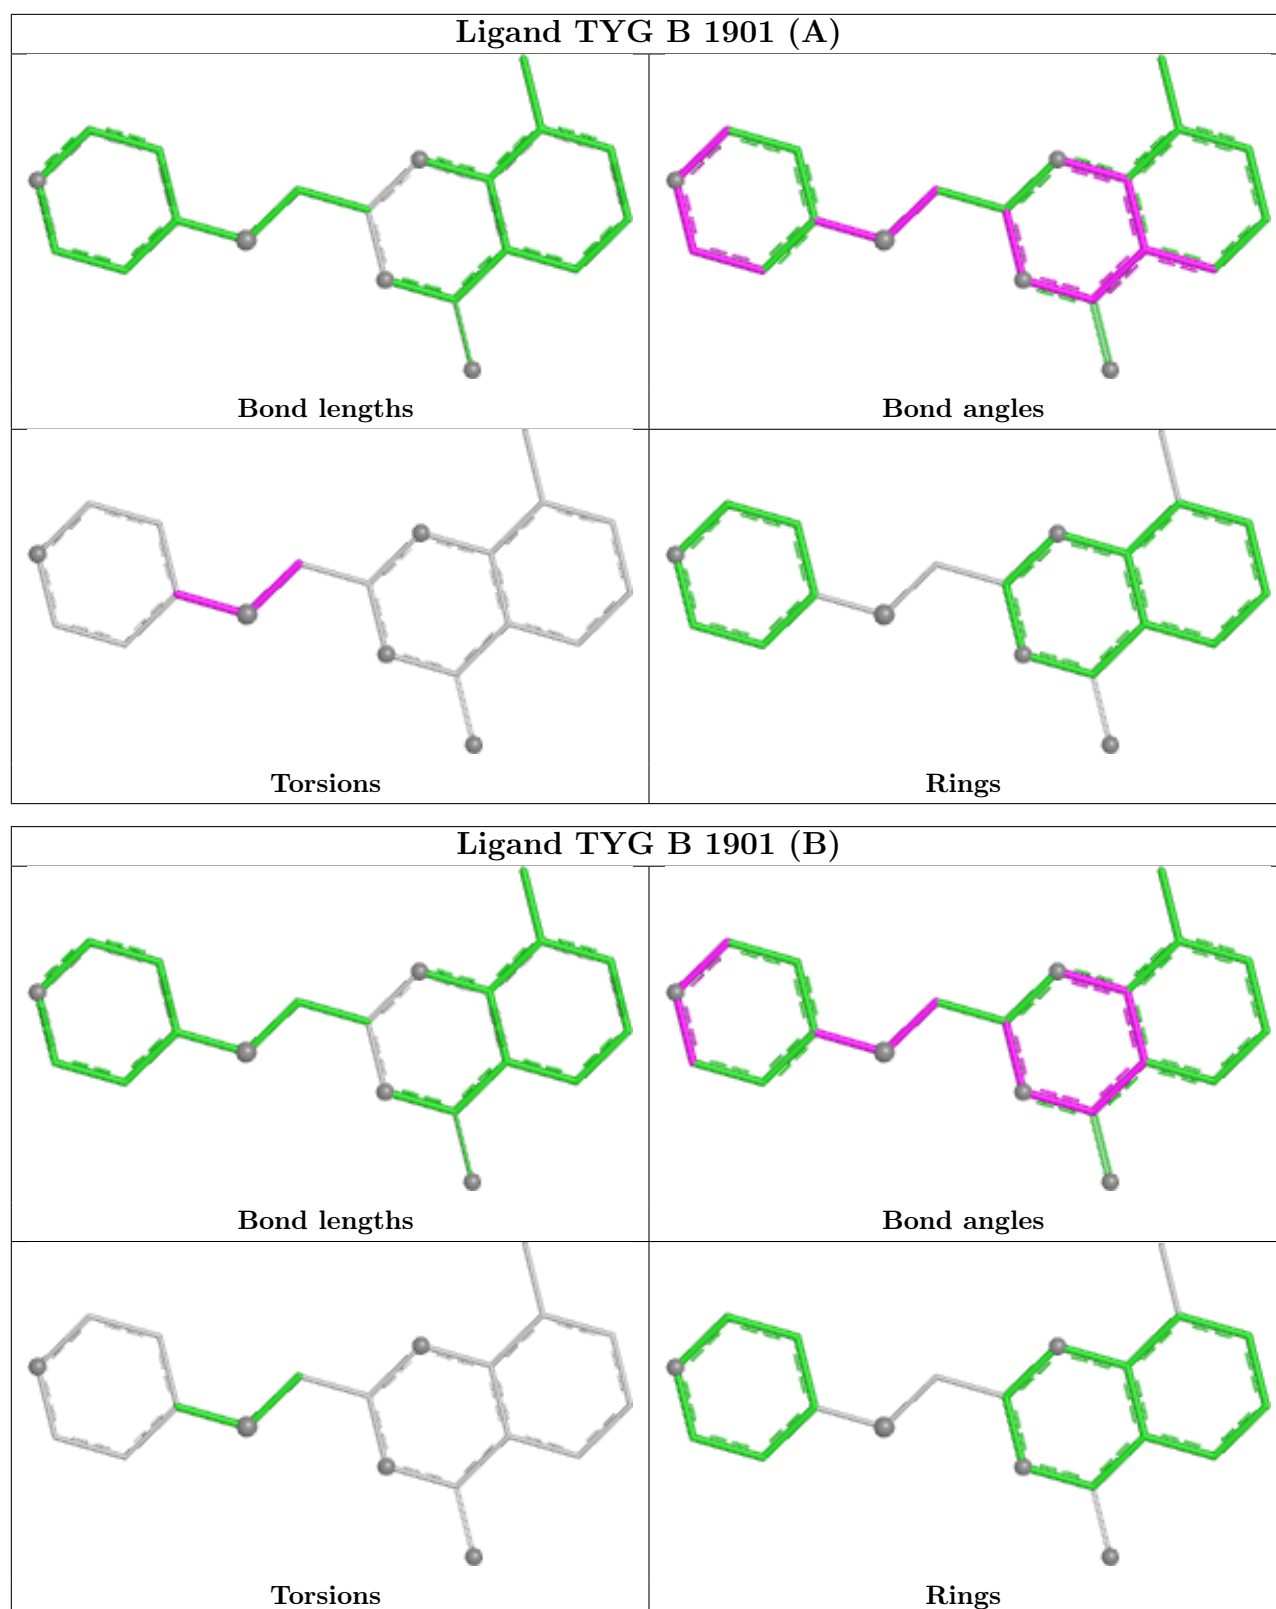 Ligand TYG B 1901 (A)
Bond lengths
Bond angles
Torsions
Rings
Ligand TYG B 1901 (B)
Bond lengths
Bond angles
Torsions
Rings